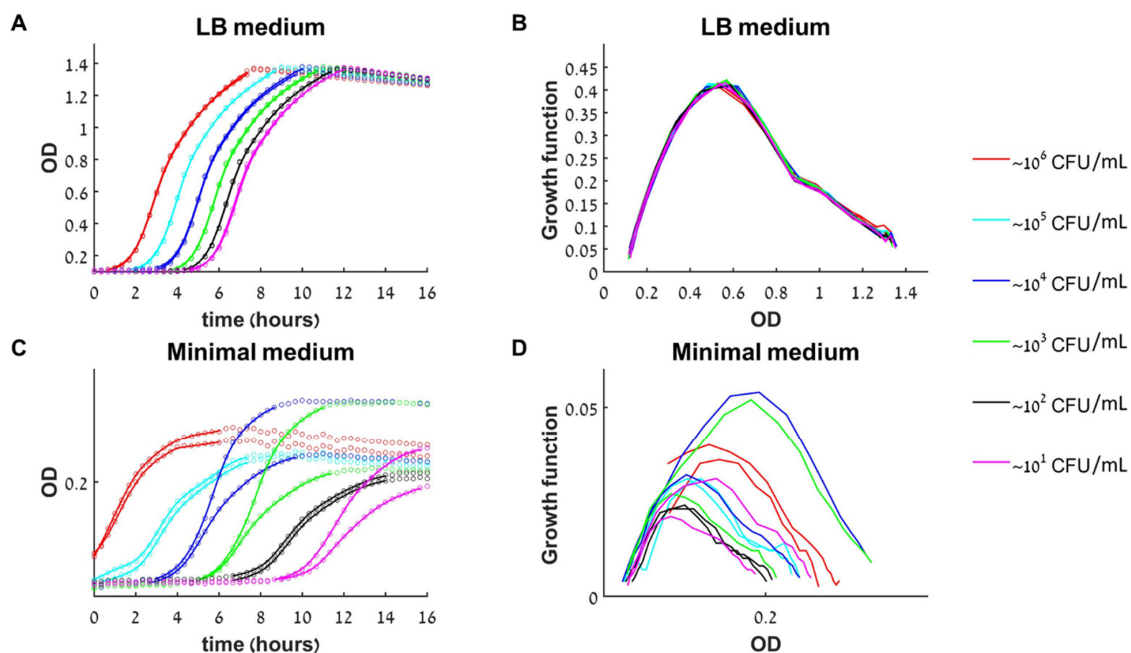 A
LB medium
OD
1.4
1.2
1
0.8
0.6
0.4
0.2
0 2 4 6 8 10 12 14 16
time (hours)
B
LB medium
Growth function
0.45
0.4
0.35
0.3
0.25
0.2
0.15
0.1
0.05
0
0 0.2 0.4 0.6 0.8 1 1.2 1.4
OD
C
Minimal medium
OD
0.2
0 2 4 6 8 10 12 14 16
time (hours)
D
Minimal medium
Growth function
0.05
0
0.2
OD
~10⁶ CFU/mL
~10⁵ CFU/mL
~10⁴ CFU/mL
~10³ CFU/mL
~10² CFU/mL
~10¹ CFU/mL